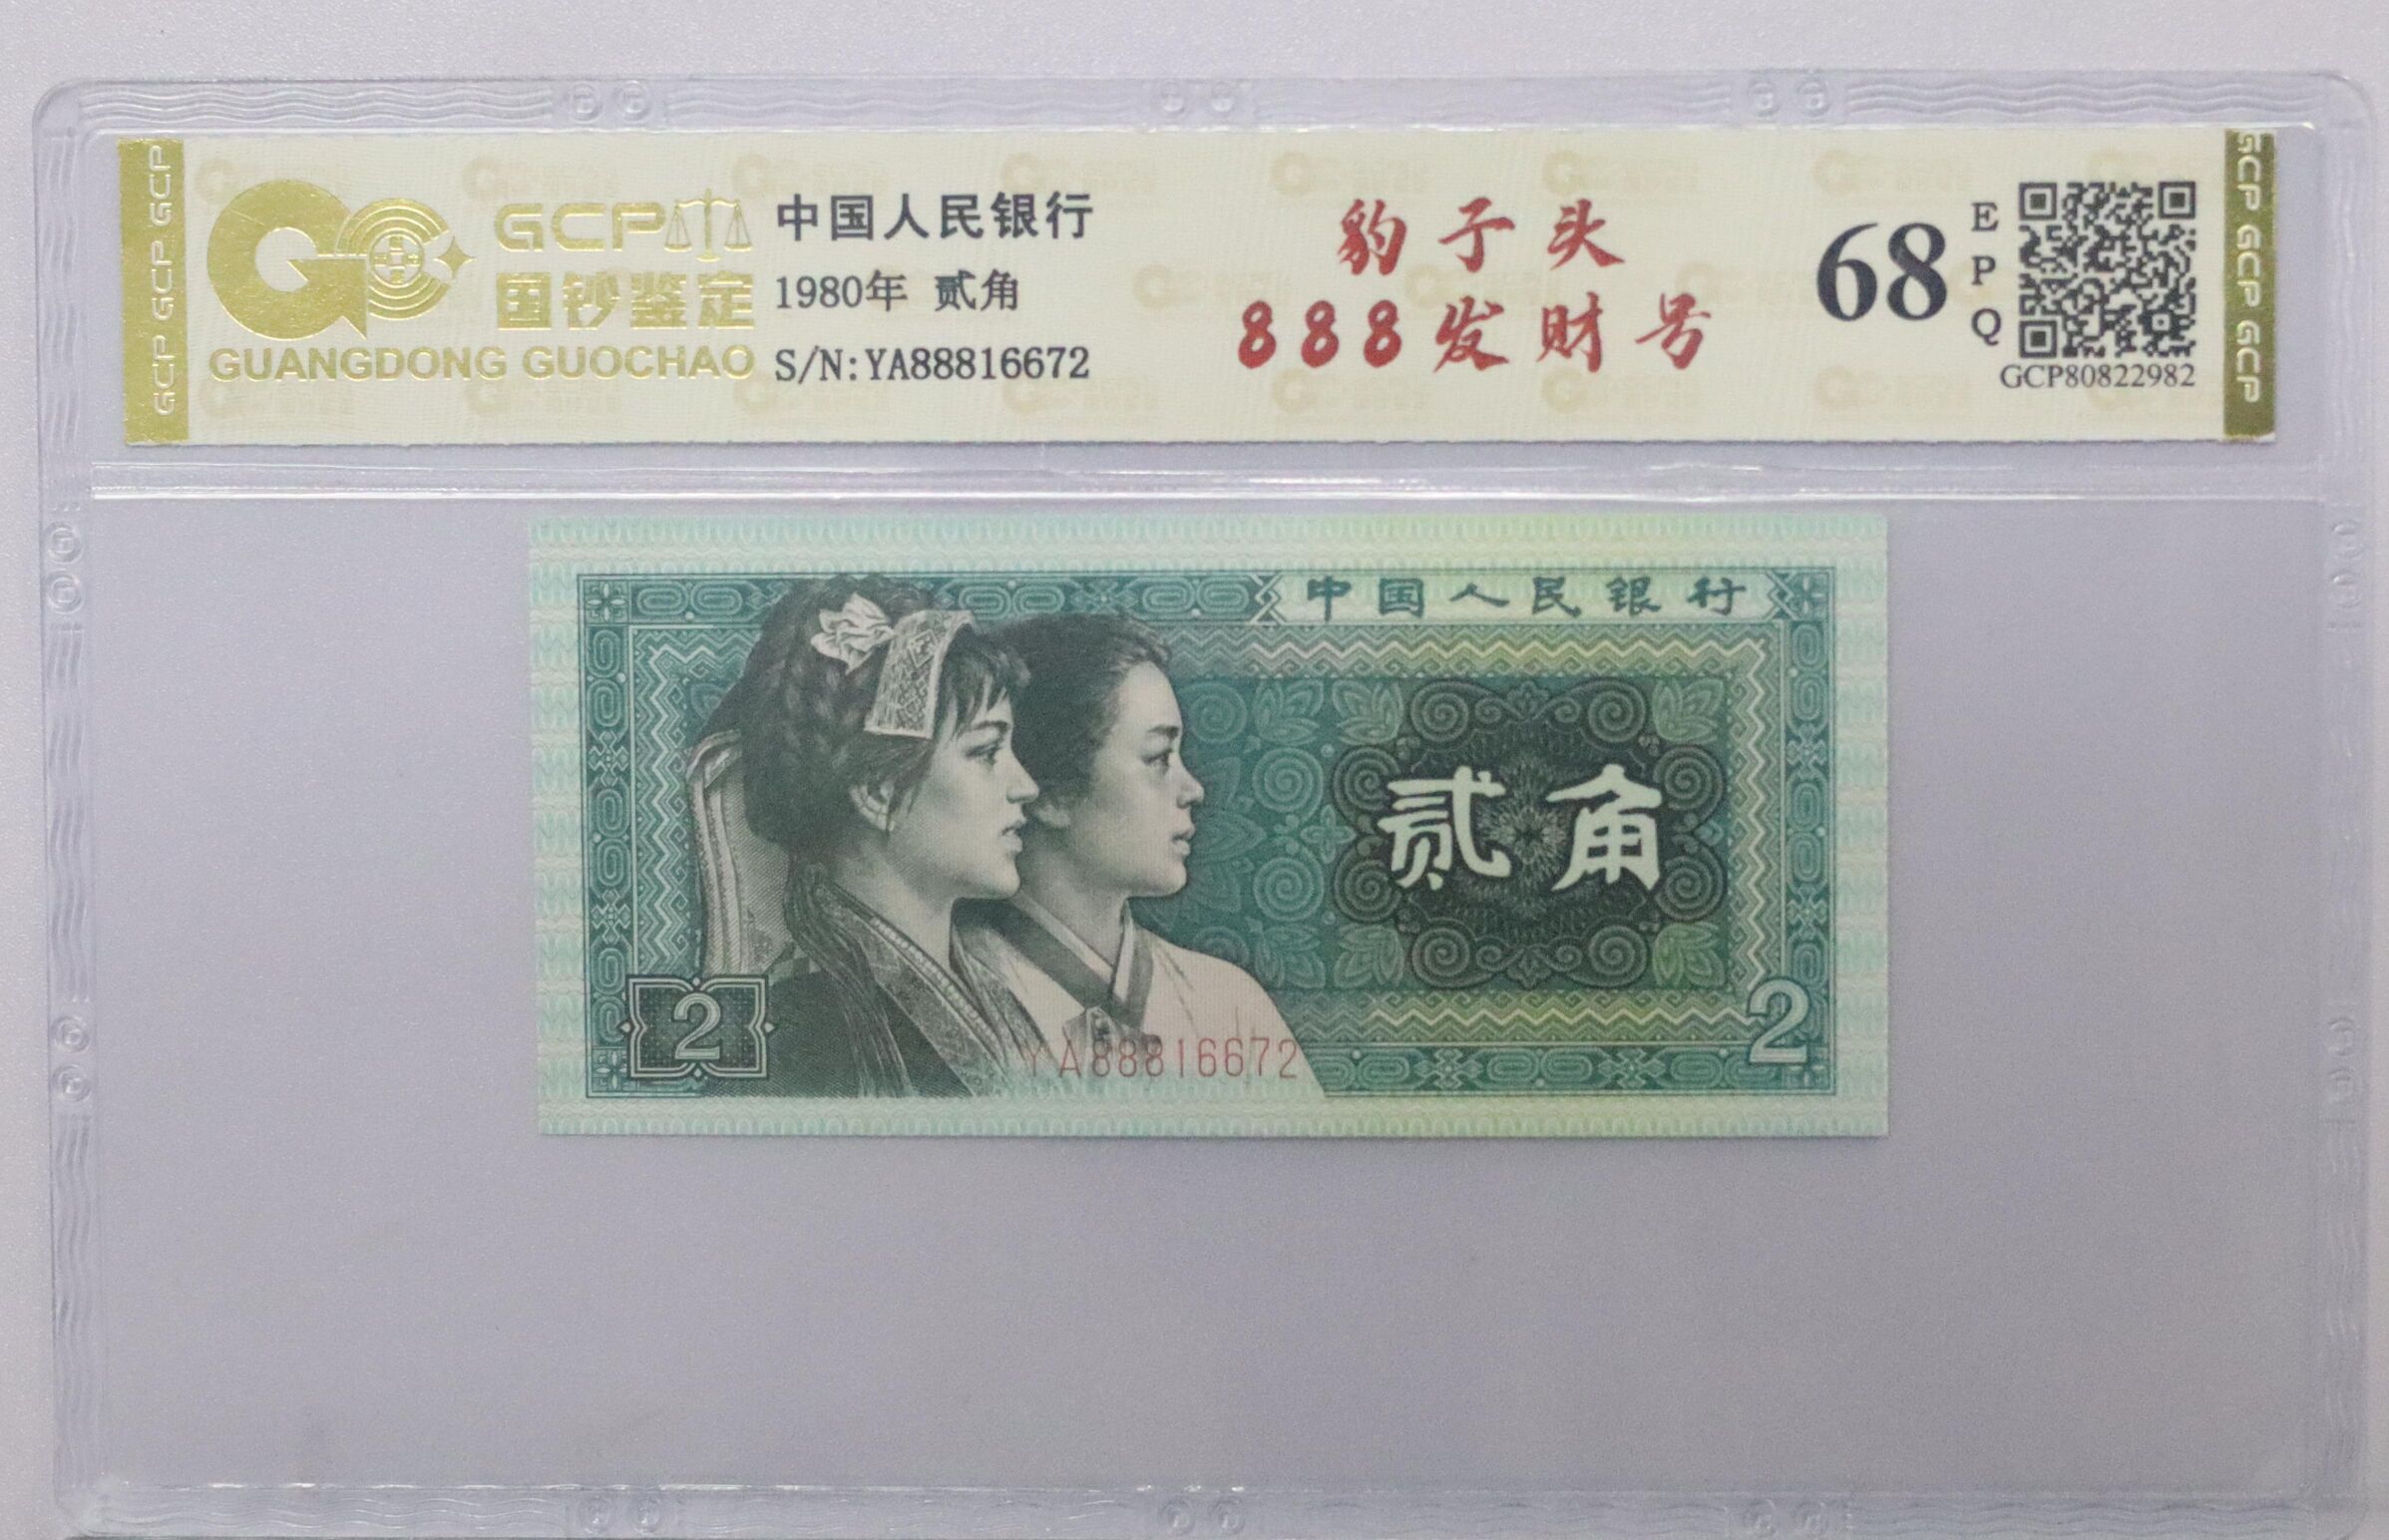 GCP GCP GCP
GCP
国钞鉴定
GUANGDONG GUOCHAO
中国人民银行
1980年 贰角
S/N:YA88816672
豹子头
888发财号
68
EPQ
GCP80822982
GCP GCP GCP
中国人民银行
贰角
2
YA88816672
2